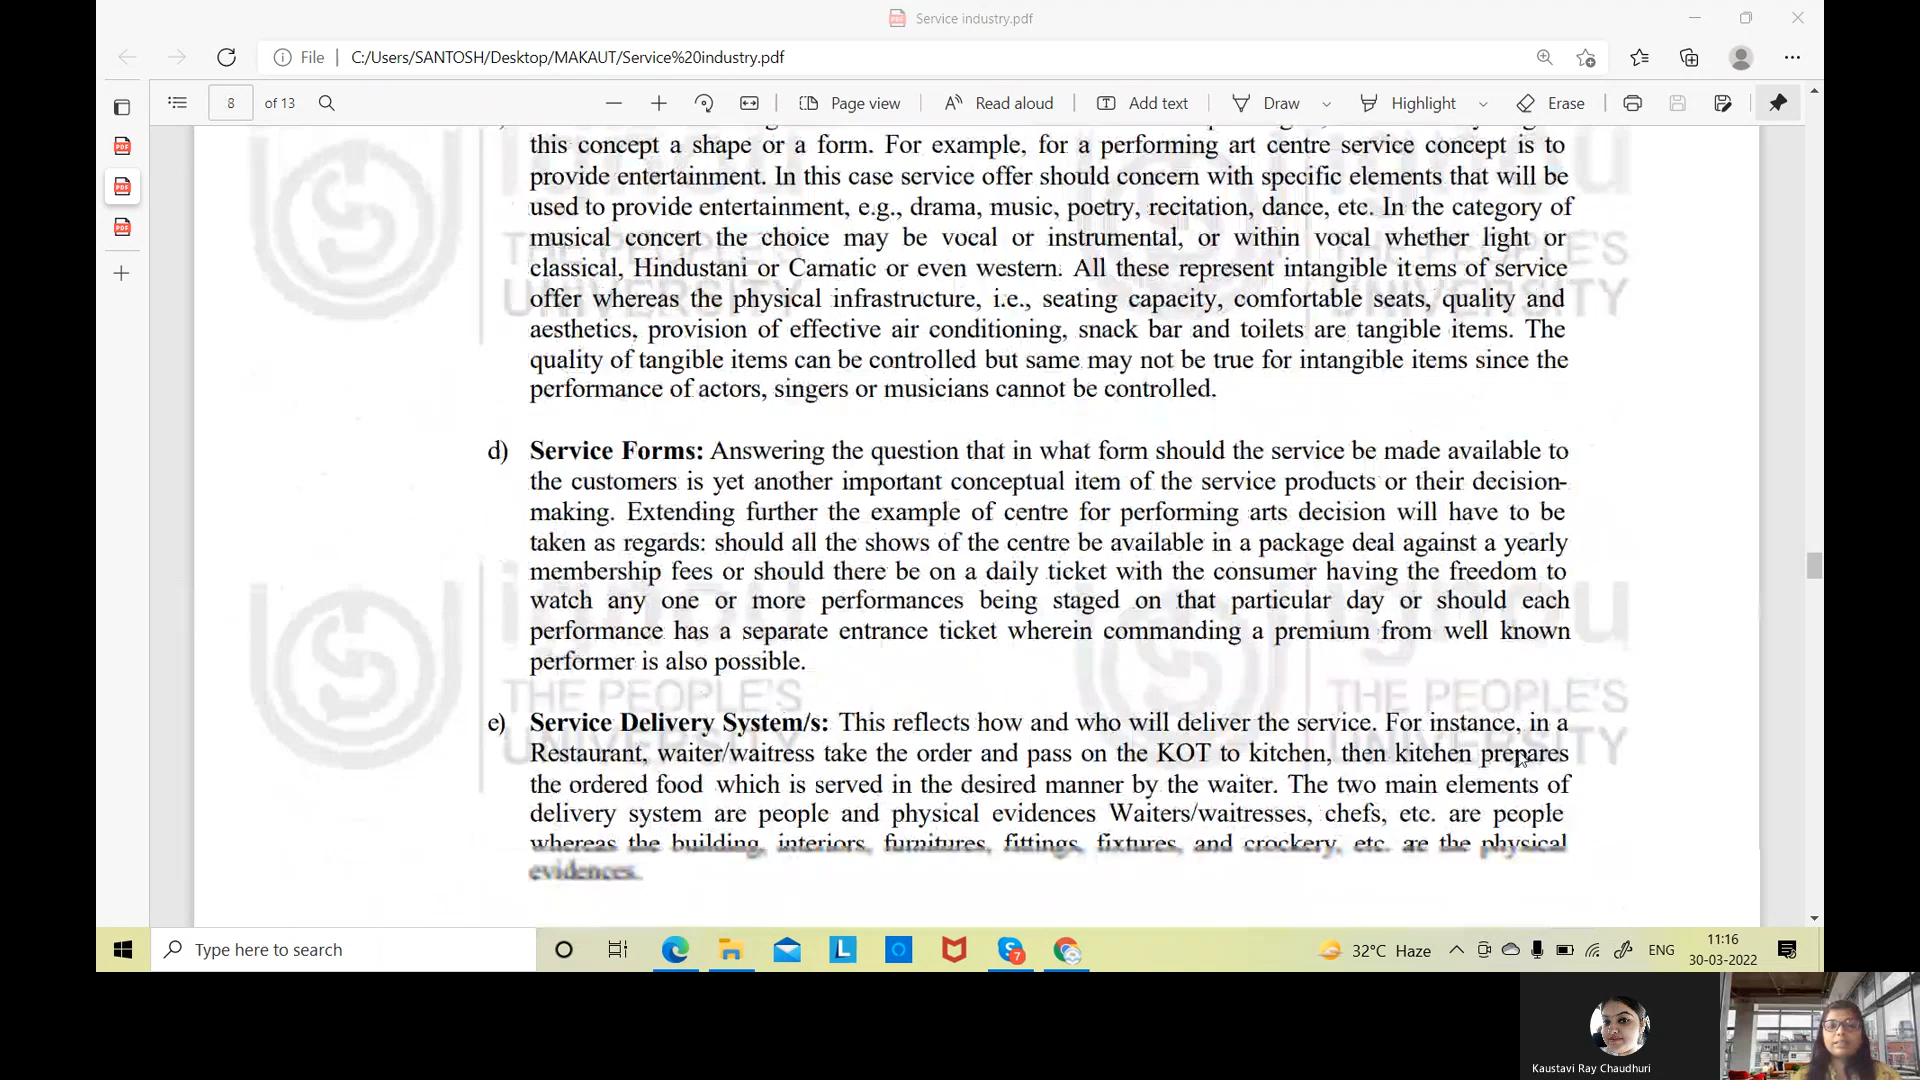 Service industry.pdf
File
C:/Users/SANTOSH/Desktop/MAKAUT/Service%20industry.pdf
8 of 13
Page view
Read aloud
Add text
Draw
Highlight
Erase
this concept a shape or a form. For example, for a performing art centre service concept is to
provide entertainment. In this case service offer should concern with specific elements that will be
used to provide entertainment, e.g., drama, music, poetry, recitation, dance, etc. In the category of
musical concert the choice may be vocal or instrumental, or within vocal whether light or
classical, Hindustani or Carnatic or even western. All these represent intangible items of service
offer whereas the physical infrastructure, i.e., seating capacity, comfortable seats, quality and
aesthetics, provision of effective air conditioning, snack bar and toilets are tangible items. The
quality of tangible items can be controlled but same may not be true for intangible items since the
performance of actors, singers or musicians cannot be controlled.
d) Service Forms: Answering the question that in what form should the service be made available to
the customers is yet another important conceptual item of the service products or their decision-
making. Extending further the example of centre for performing arts decision will have to be
taken as regards: should all the shows of the centre be available in a package deal against a yearly
membership fees or should there be on a daily ticket with the consumer having the freedom to
watch any one or more performances being staged on that particular day or should each
performance has a separate entrance ticket wherein commanding a premium from well known
performer is also possible.
e) Service Delivery System/s: This reflects how and who will deliver the service. For instance, in a
Restaurant, waiter/waitress take the order and pass on the KOT to kitchen, then kitchen prepares
the ordered food which is served in the desired manner by the waiter. The two main elements of
delivery system are people and physical evidences Waiters/waitresses, chefs, etc. are people
whereas the building, interiors, furnitures, fittings, fixtures, and crockery, etc. are the physical
evidences.
ignou
THE PEOPLE'S
UNIVERSITY
ignou
THE PEOPLE'S
UNIVERSITY
ignou
THE PEOPLE'S
UNIVERSITY
ignou
THE PEOPLE'S
UNIVERSITY
Type here to search
32°C Haze
ENG
11:16
30-03-2022
Kaustavi Ray Chaudhuri